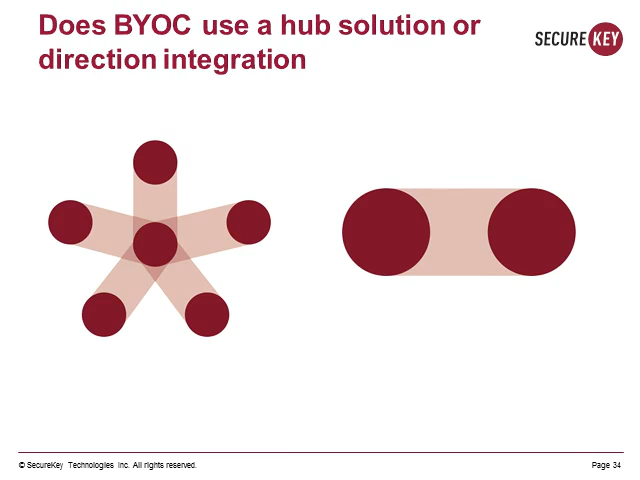 Does BYOC use a hub solution or
direction integration
SECURE KEY
© SecureKey Technologies Inc. All rights reserved.
Page 34